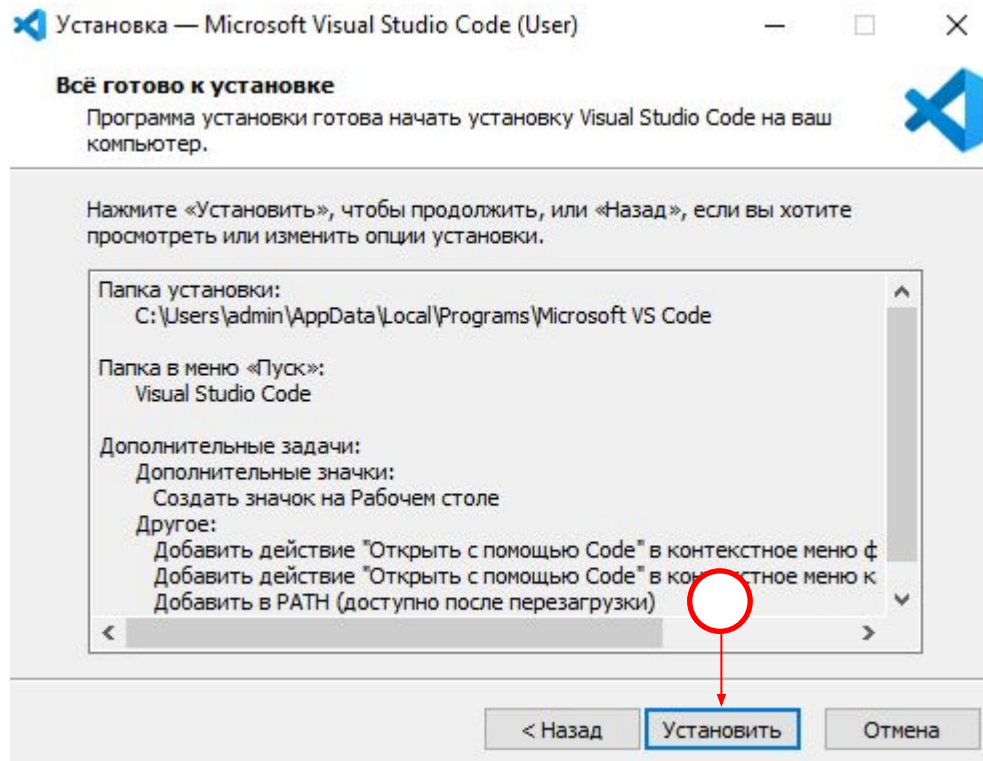 Установка — Microsoft Visual Studio Code (User)
Всё готово к установке
Программа установки готова начать установку Visual Studio Code на ваш
компьютер.
Нажмите «Установить», чтобы продолжить, или «Назад», если вы хотите
просмотреть или изменить опции установки.
Папка установки:
C:\Users\admin\AppData\Local\Programs\Microsoft VS Code
Папка в меню «Пуск»:
Visual Studio Code
Дополнительные задачи:
Дополнительные значки:
Создать значок на Рабочем столе
Другое:
Добавить действие "Открыть с помощью Code" в контекстное меню ф
Добавить действие "Открыть с помощью Code" в контекстное меню к
Добавить в PATH (доступно после перезагрузки)
< Назад
Установить
Отмена